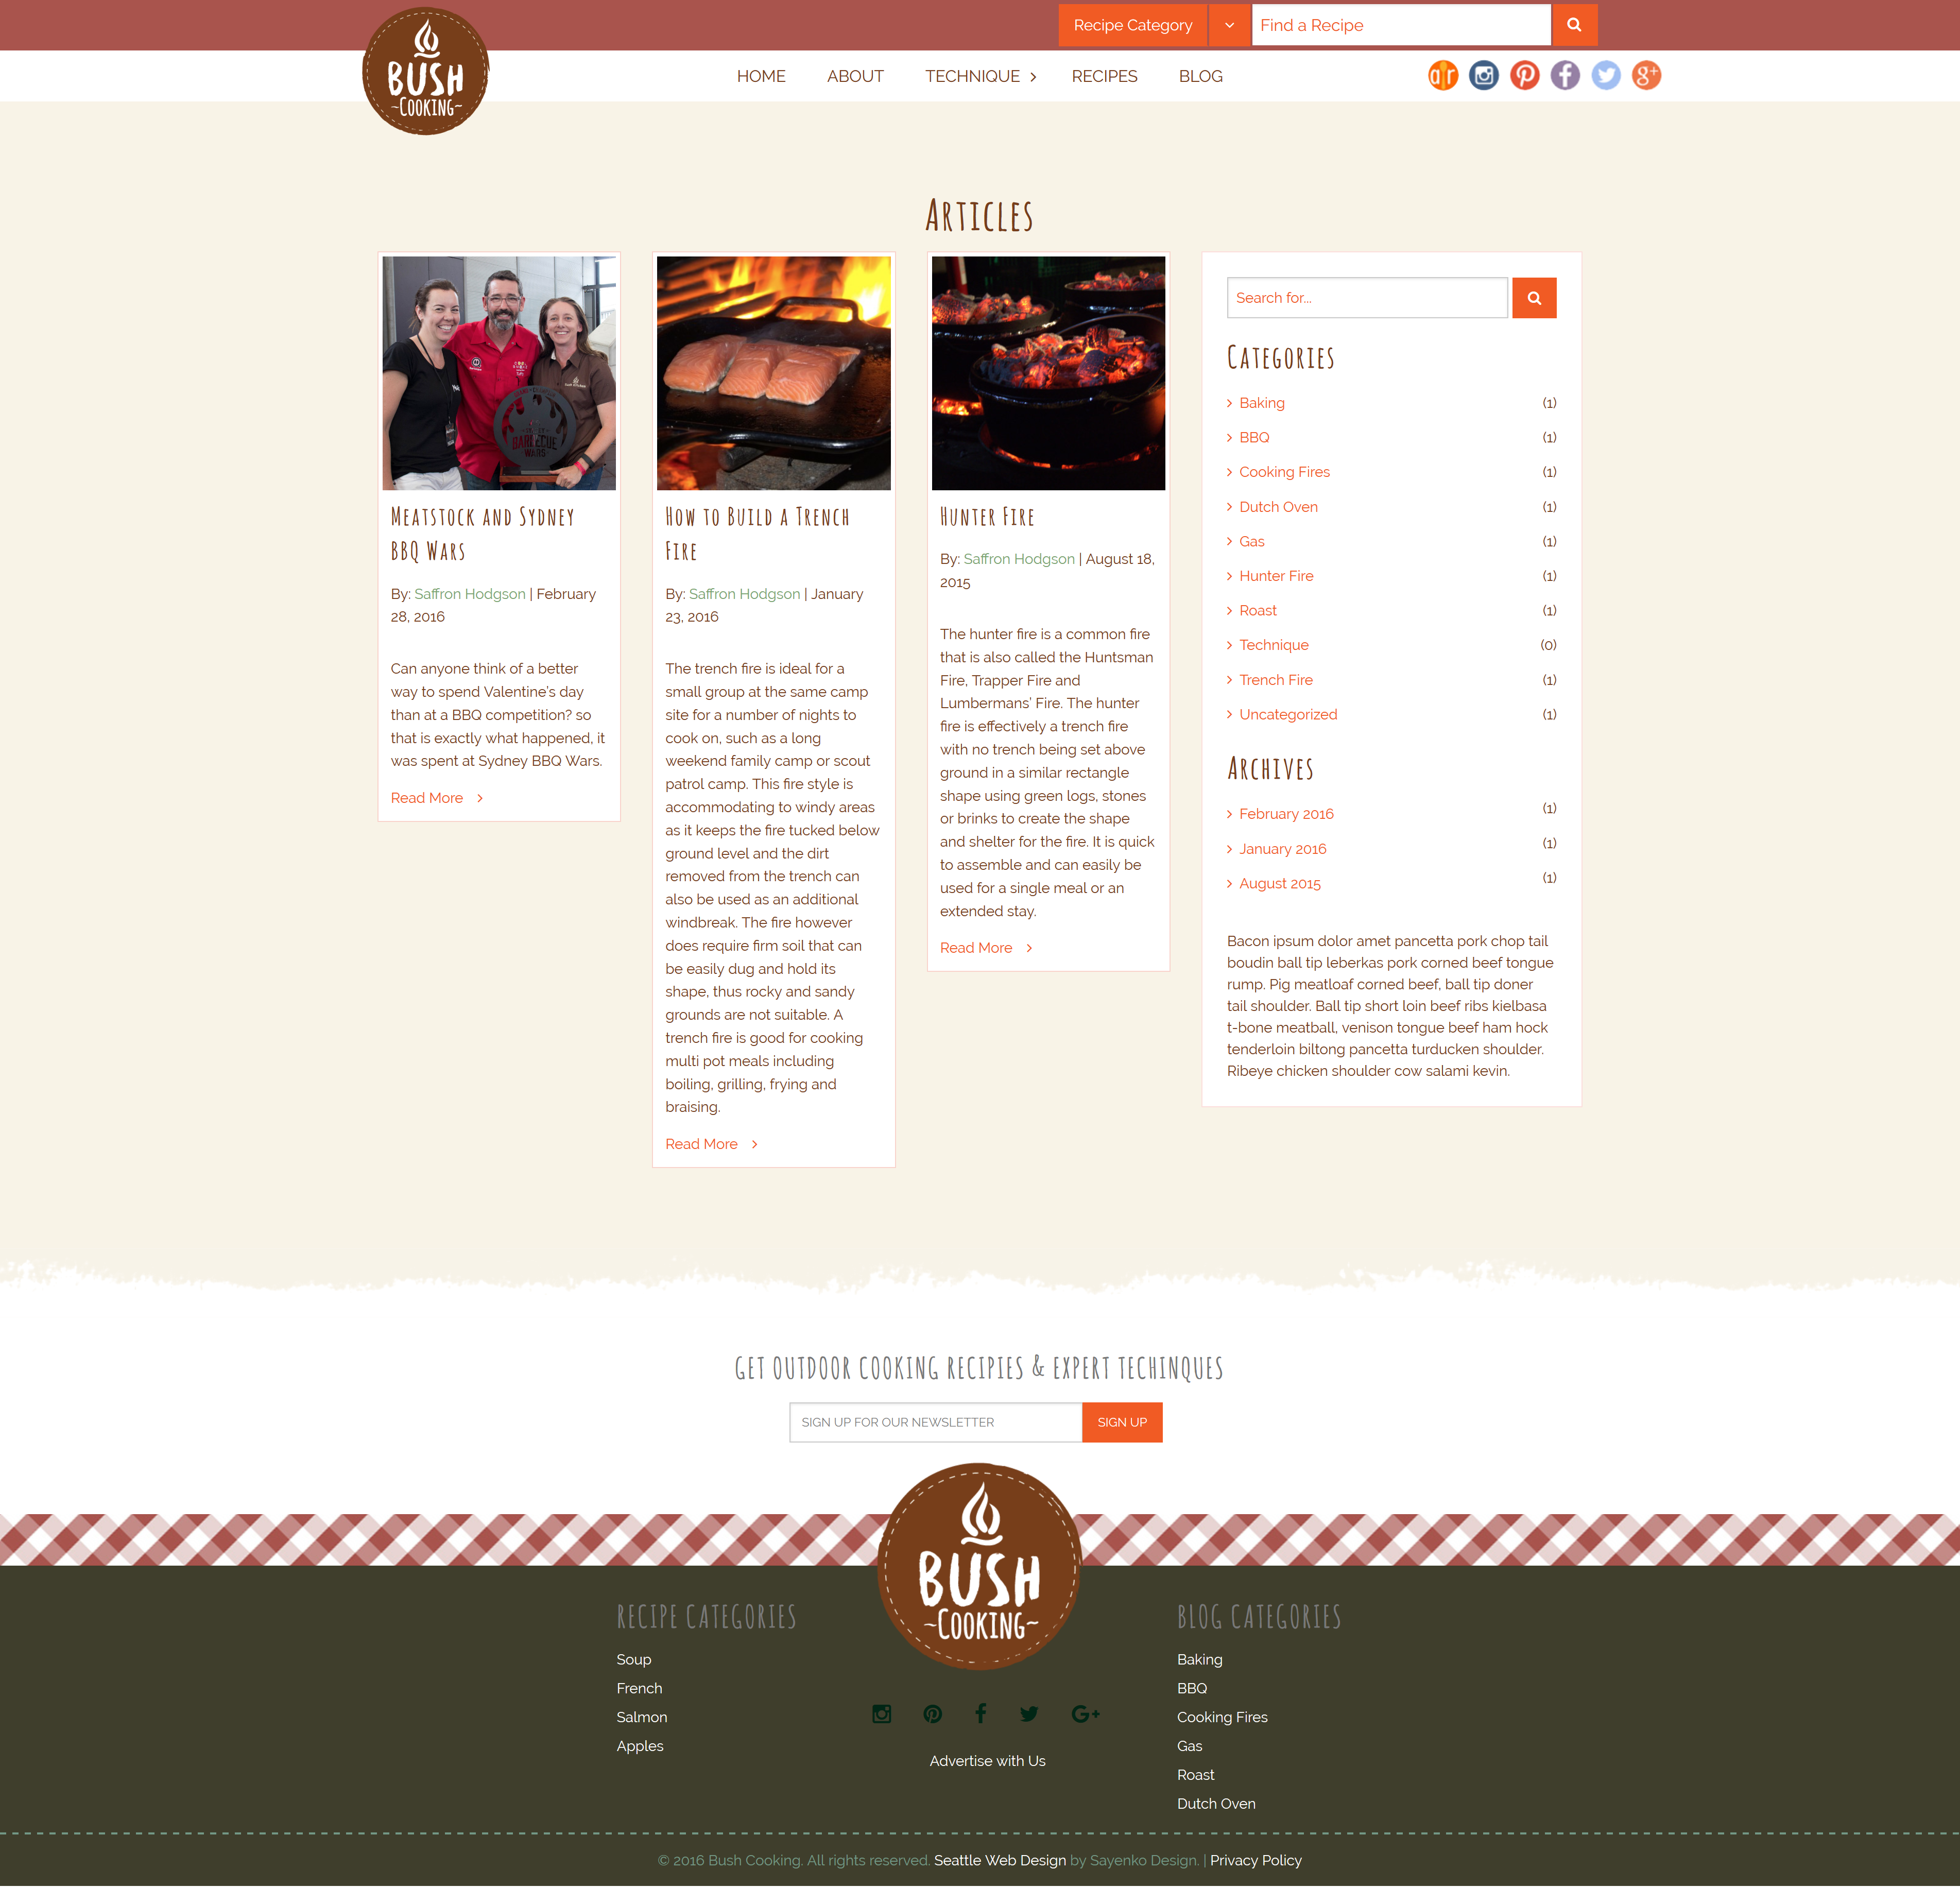 Recipe Category
Find a Recipe
BUSH
~COOKING~
HOME ABOUT TECHNIQUE RECIPES BLOG
Articles
MEATSTOCK AND SYDNEY
BBQ WARS
By: Saffron Hodgson | February
28, 2016
Can anyone think of a better
way to spend Valentine's day
than at a BBQ competition? so
that is exactly what happened, it
was spent at Sydney BBQ Wars.
Read More
BARBECUE
WARS
HOW TO BUILD A TRENCH
FIRE
By: Saffron Hodgson | January
23, 2016
The trench fire is ideal for a
small group at the same camp
site for a number of nights to
cook on, such as a long
weekend family camp or scout
patrol camp. This fire style is
accommodating to windy areas
as it keeps the fire tucked below
ground level and the dirt
removed from the trench can
also be used as an additional
windbreak. The fire however
does require firm soil that can
be easily dug and hold its
shape, thus rocky and sandy
grounds are not suitable. A
trench fire is good for cooking
multi pot meals including
boiling, grilling, frying and
braising.
Read More
HUNTER FIRE
By: Saffron Hodgson | August 18,
2015
The hunter fire is a common fire
that is also called the Huntsman
Fire, Trapper Fire and
Lumbermans' Fire. The hunter
fire is effectively a trench fire
with no trench being set above
ground in a similar rectangle
shape using green logs, stones
or brinks to create the shape
and shelter for the fire. It is quick
to assemble and can easily be
used for a single meal or an
extended stay.
Read More
Search for...
CATEGORIES
Baking (1)
BBQ (1)
Cooking Fires (1)
Dutch Oven (1)
Gas (1)
Hunter Fire (1)
Roast (1)
Technique (0)
Trench Fire (1)
Uncategorized (1)
ARCHIVES
February 2016 (1)
January 2016 (1)
August 2015 (1)
Bacon ipsum dolor amet pancetta pork chop tail
boudin ball tip leberkas pork corned beef tongue
rump. Pig meatloaf corned beef, ball tip doner
tail shoulder. Ball tip short loin beef ribs kielbasa
t-bone meatball, venison tongue beef ham hock
tenderloin biltong pancetta turducken shoulder.
Ribeye chicken shoulder cow salami kevin.
GET OUTDOOR COOKING RECIPIES & EXPERT TECHINQUES
SIGN UP FOR OUR NEWSLETTER
SIGN UP
BUSH
~COOKING~
RECIPE CATEGORIES
Soup
French
Salmon
Apples
Advertise with Us
BLOG CATEGORIES
Baking
BBQ
Cooking Fires
Gas
Roast
Dutch Oven
© 2016 Bush Cooking. All rights reserved. Seattle Web Design by Sayenko Design. | Privacy Policy